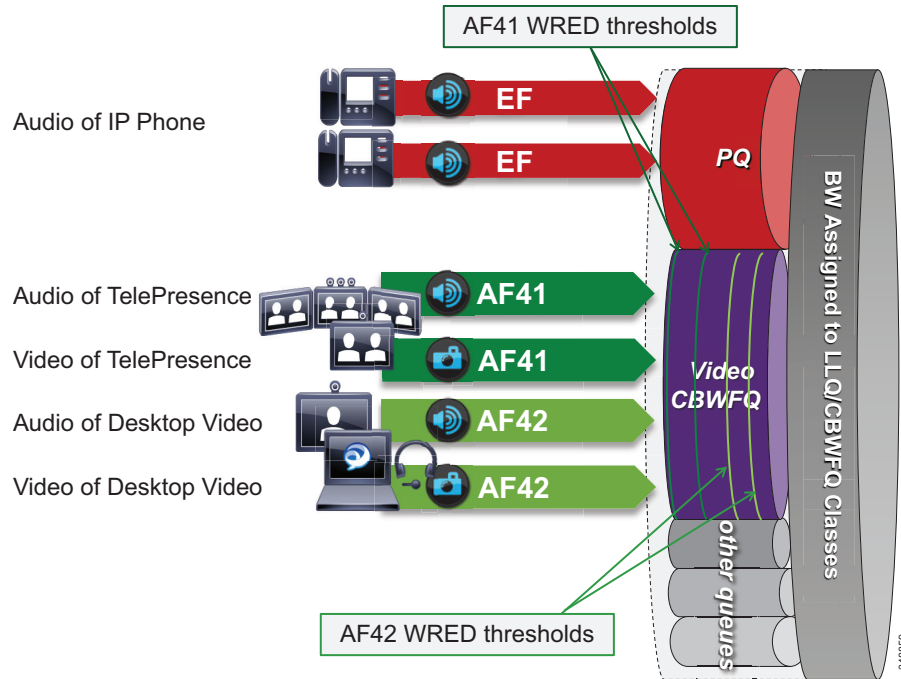 AF41 WRED thresholds
Audio of IP Phone
EF
EF
PQ
BW Assigned to LLQ/CBWFQ Classes
Audio of TelePresence
AF41
Video of TelePresence
AF41
Video
CBWFQ
Audio of Desktop Video
AF42
Video of Desktop Video
AF42
other queues
AF42 WRED thresholds